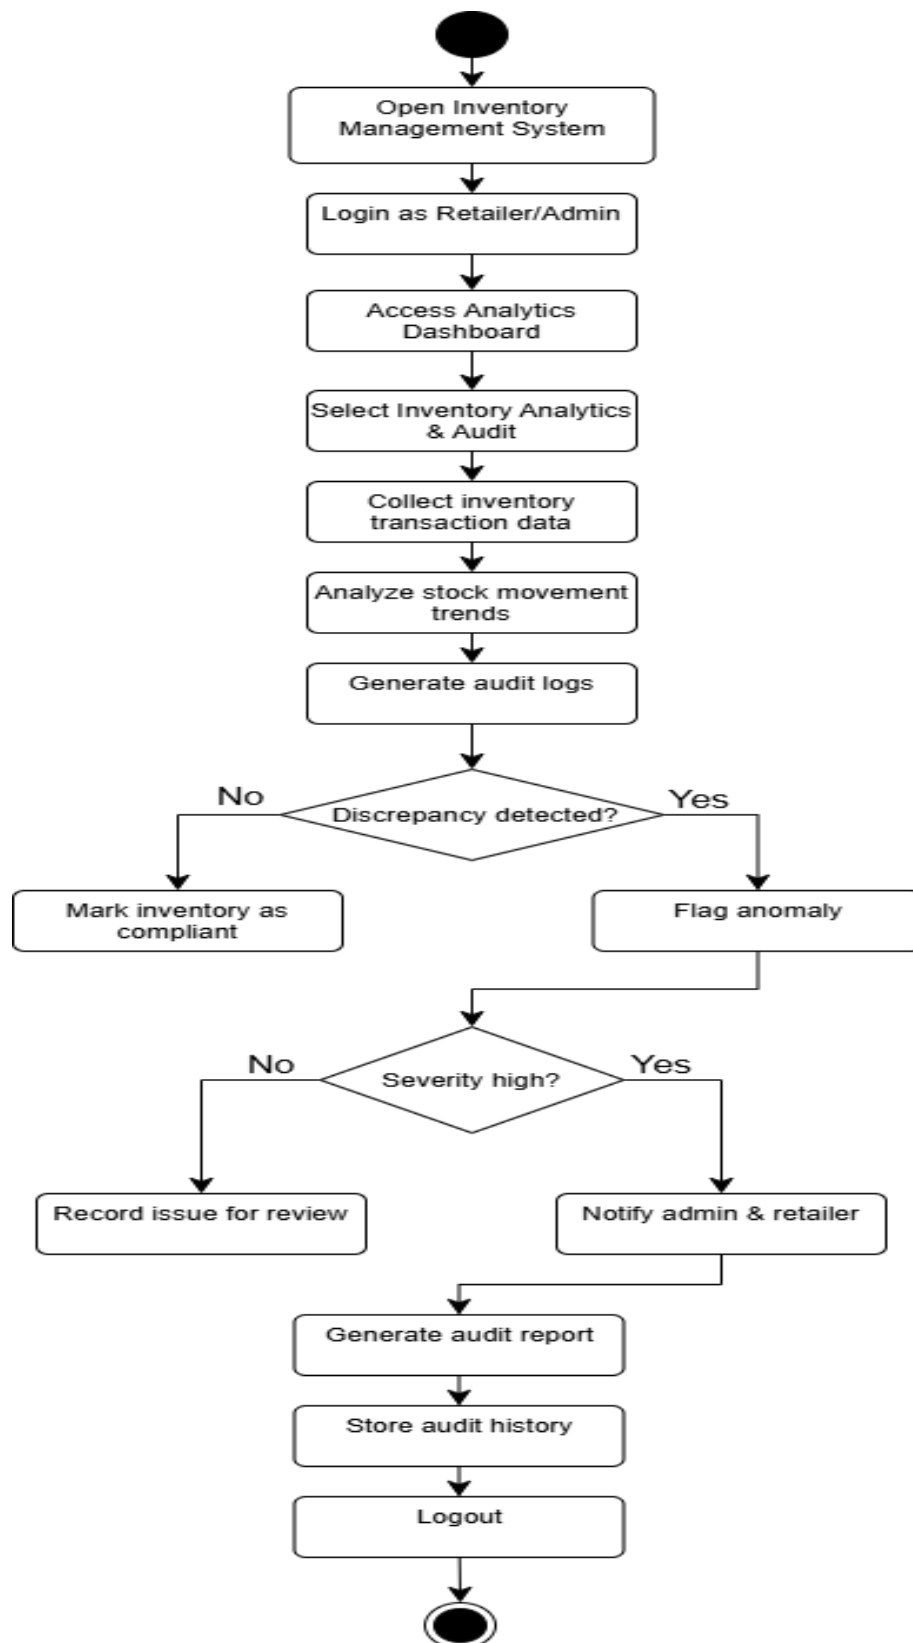 Open Inventory
Management System
Login as Retailer/Admin
Access Analytics
Dashboard
Select Inventory Analytics
& Audit
Collect inventory
transaction data
Analyze stock movement
trends
Generate audit logs
No
Discrepancy detected?
Yes
Mark inventory as
compliant
Flag anomaly
No
Severity high?
Yes
Record issue for review
Notify admin & retailer
Generate audit report
Store audit history
Logout